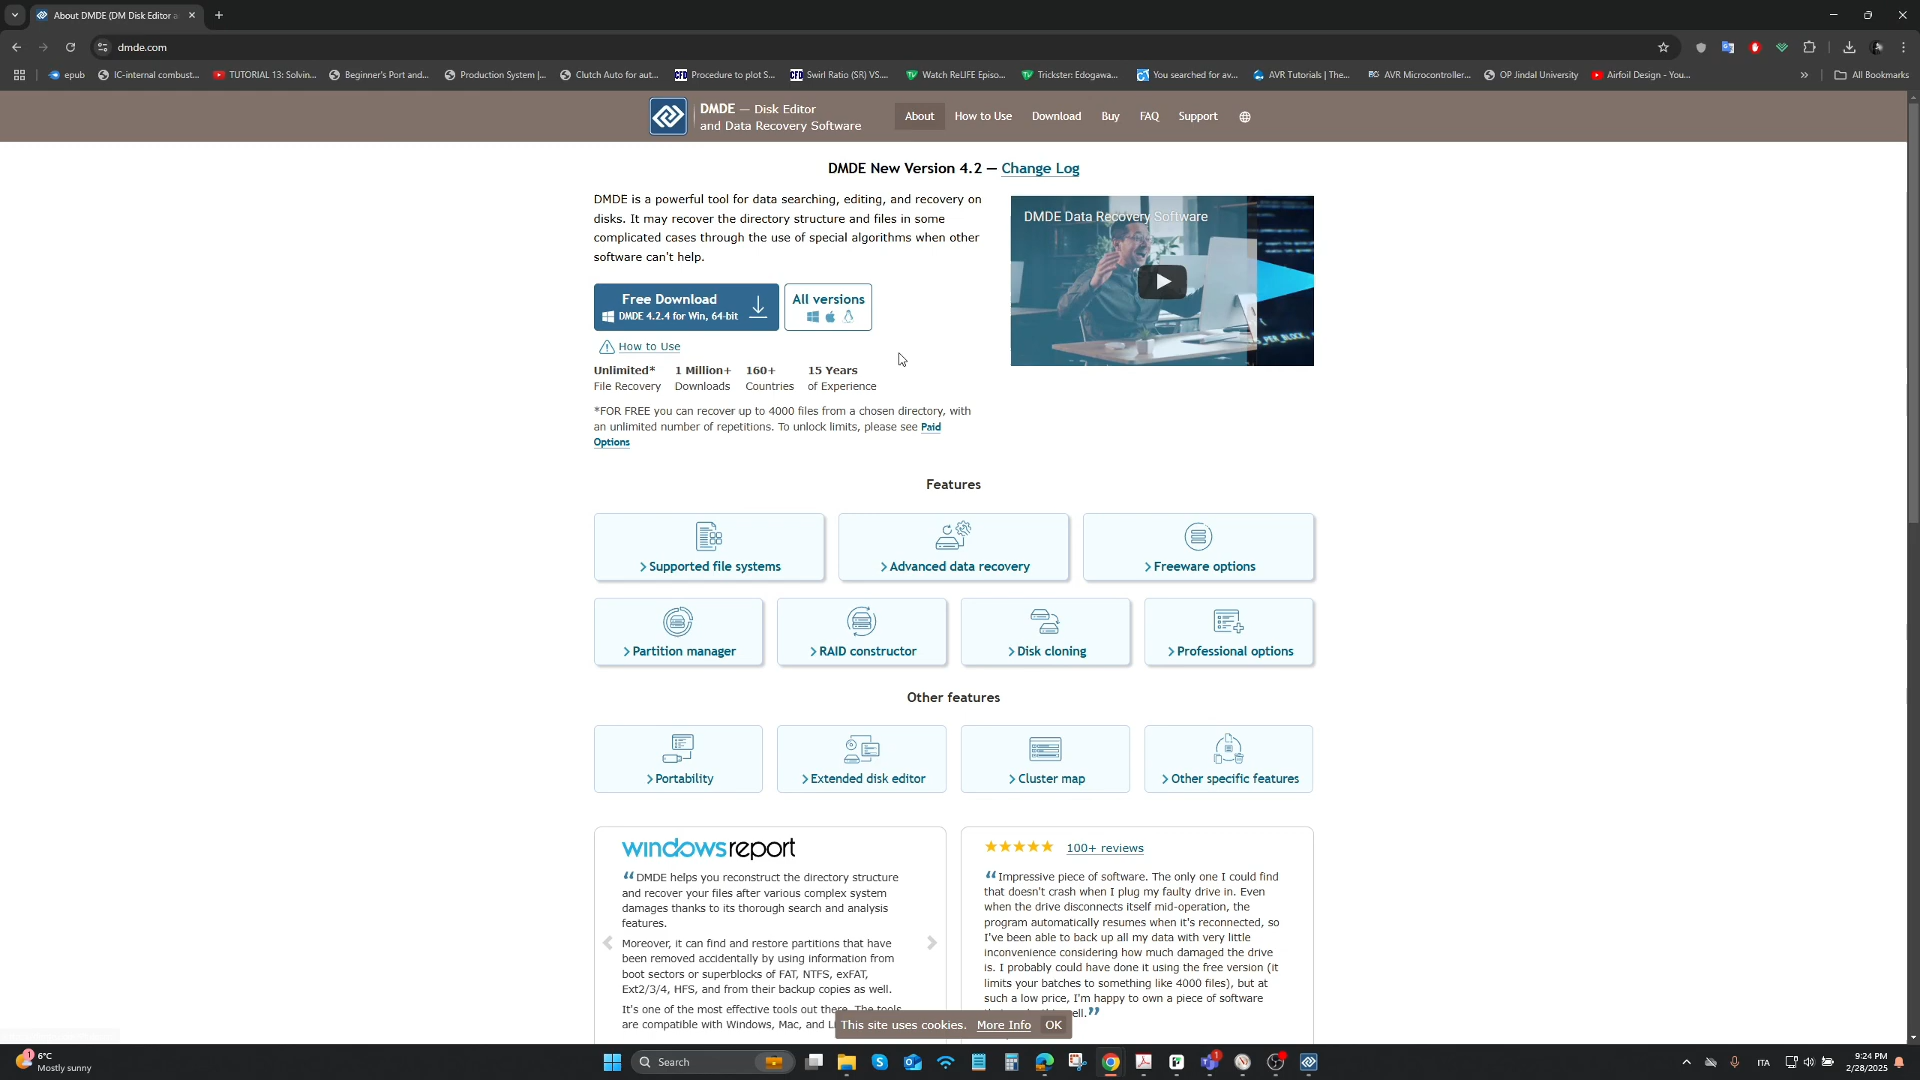 About DMDE (DM Disk Editor a
dmde.com
epub
IC-internal combust...
TUTORIAL 13: Solvin...
Beginner's Port and...
Production System |...
Clutch Auto for aut...
Procedure to plot S...
Swirl Ratio (SR) VS....
Watch ReLIFE Episo...
Trickster: Edogawa...
You searched for av...
AVR Tutorials | The...
AVR Microcontroller...
OP Jindal University
Airfoil Design - You...
»
All Bookmarks
DMDE — Disk Editor
and Data Recovery Software
About
How to Use
Download
Buy
FAQ
Support
DMDE New Version 4.2 — Change Log
DMDE is a powerful tool for data searching, editing, and recovery on
disks. It may recover the directory structure and files in some
complicated cases through the use of special algorithms when other
software can't help.
DMDE Data Recovery Software
Free Download
DMDE 4.2.4 for Win, 64-bit
All versions
How to Use
Unlimited*
File Recovery
1 Million+
Downloads
160+
Countries
15 Years
of Experience
*FOR FREE you can recover up to 4000 files from a chosen directory, with
an unlimited number of repetitions. To unlock limits, please see Paid
Options
Features
Supported file systems
Advanced data recovery
Freeware options
Partition manager
RAID constructor
Disk cloning
Professional options
Other features
Portability
Extended disk editor
Cluster map
Other specific features
windowsreport
“DMDE helps you reconstruct the directory structure
and recover your files after various complex system
damages thanks to its thorough search and analysis
features.
Moreover, it can find and restore partitions that have
been removed accidentally by using information from
boot sectors or superblocks of FAT, NTFS, exFAT,
Ext2/3/4, HFS, and from their backup copies as well.
It's one of the most effective tools out there. The tools
are compatible with Windows, Mac, and Li
100+ reviews
“Impressive piece of software. The only one I could find
that doesn't crash when I plug my faulty drive in. Even
when the drive disconnects itself mid-operation, the
program automatically resumes when it's reconnected, so
I've been able to back up all my data with very little
inconvenience considering how much damaged the drive
is. I probably could have done it using the free version (it
limits your batches to something like 4000 files), but at
such a low price, I'm happy to own a piece of software
ell.”
This site uses cookies. More Info OK
6°C
Mostly sunny
Search
ITA
9:24 PM
2/28/2025